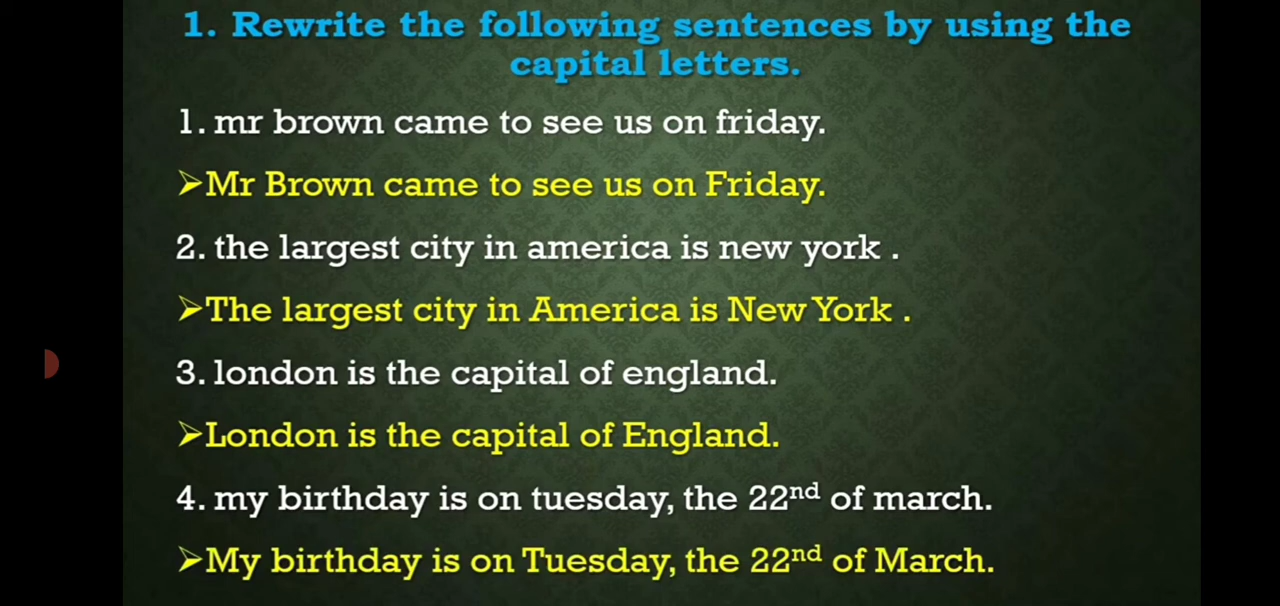 1. Rewrite the following sentences by using the
capital letters.
1. mr brown came to see us on friday.
➢Mr Brown came to see us on Friday.
2. the largest city in america is new york .
➢The largest city in America is New York .
3. london is the capital of england.
➢London is the capital of England.
4. my birthday is on tuesday, the 22nd of march.
➢My birthday is on Tuesday, the 22nd of March.